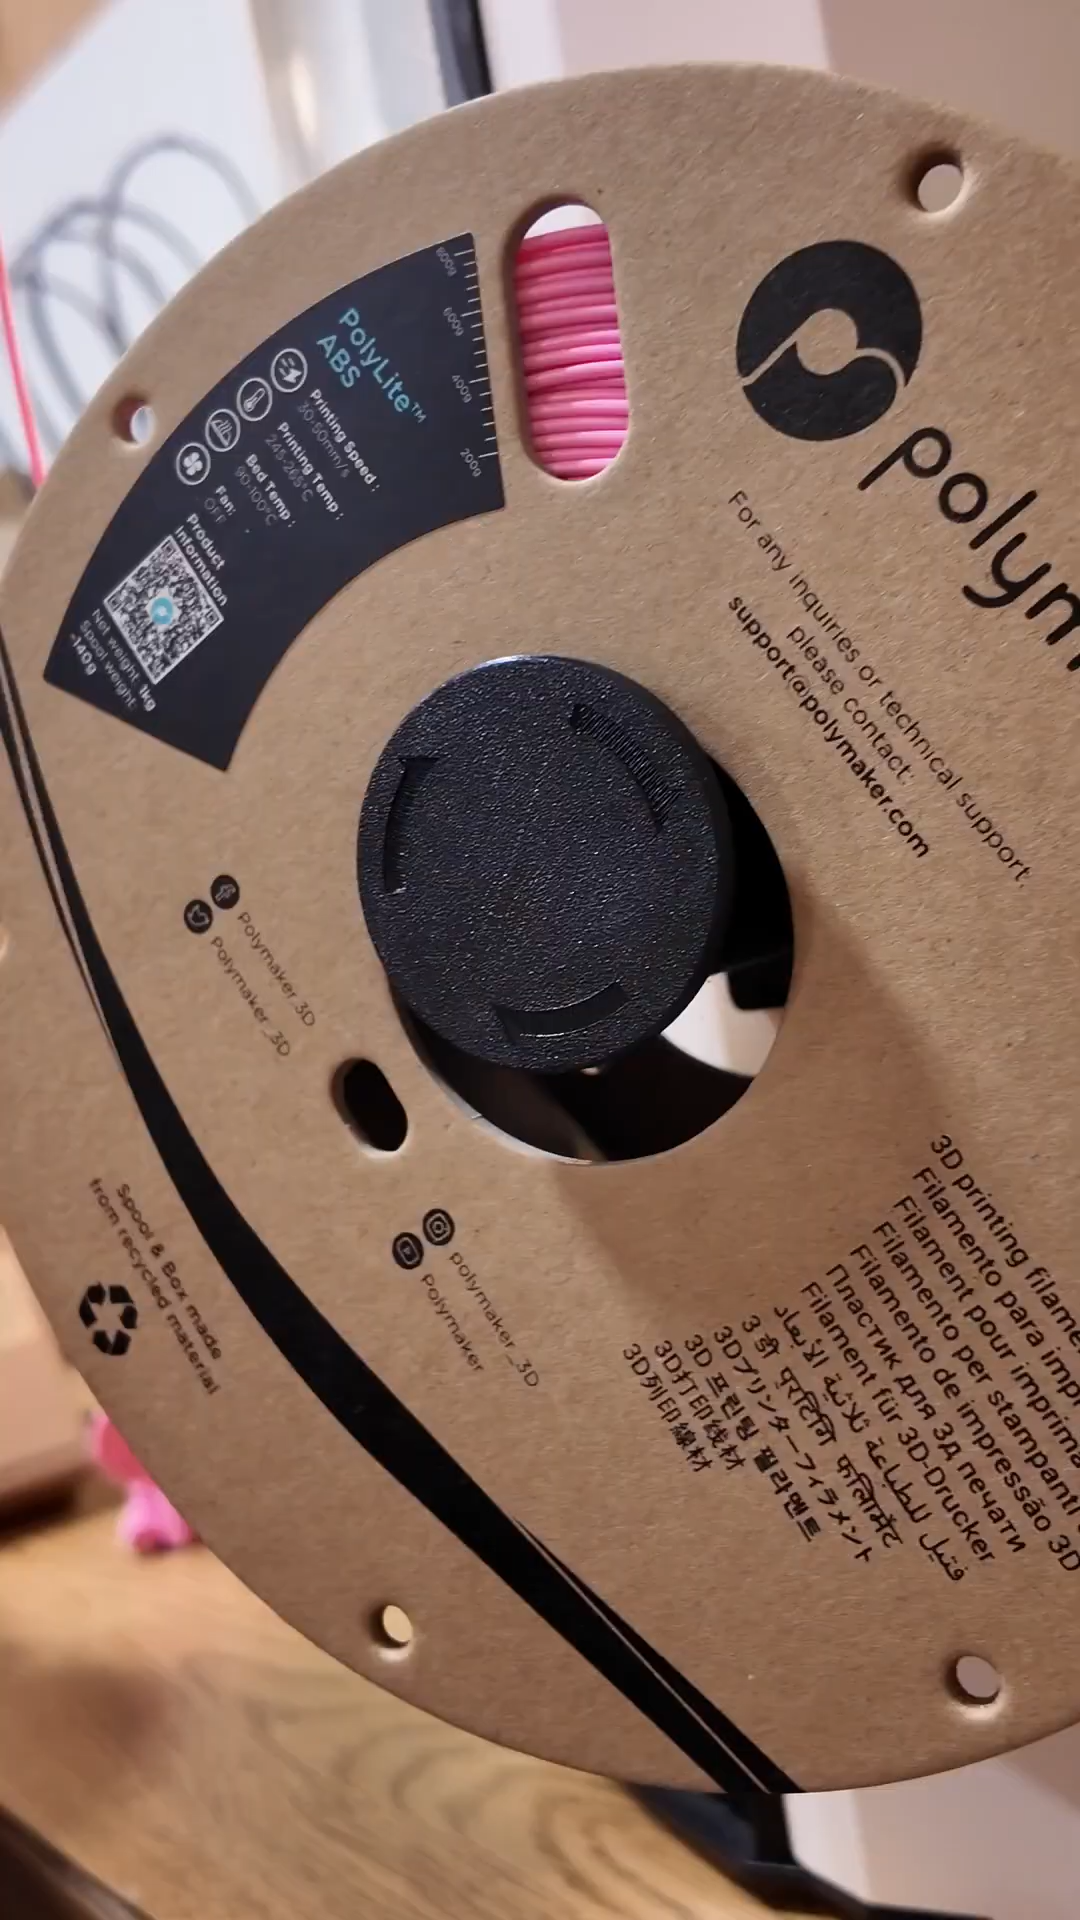 800g
600g
400g
200g
PolyLite™
ABS
Printing Speed :
30-50mm/s
Printing Temp :
245-265°C
Bed Temp :
90-100°C
Fan:
OFF
Product
Information
Net weight 1kg
Spool weight
~140g
polym
For any inquiries or technical support,
please contact:
support@polymaker.com
Polymaker.3D
Polymaker_3D
polymaker_3D
Polymaker
Spool & Box made
from recycled material
3D printing filame
Filamento para impr
Filament pour imprima
Filamento per stampanti
Filamento de impressão 3D
Пластик для 3Д печати
Filament für 3D-Drucker
فتيل للطباعة ثلاثية الأبعاد
3 डी प्रिंटिंग फिलामेंट
3Dプリンターフィラメント
3D 프린팅 필라멘트
3D打印线材
3D列印線材